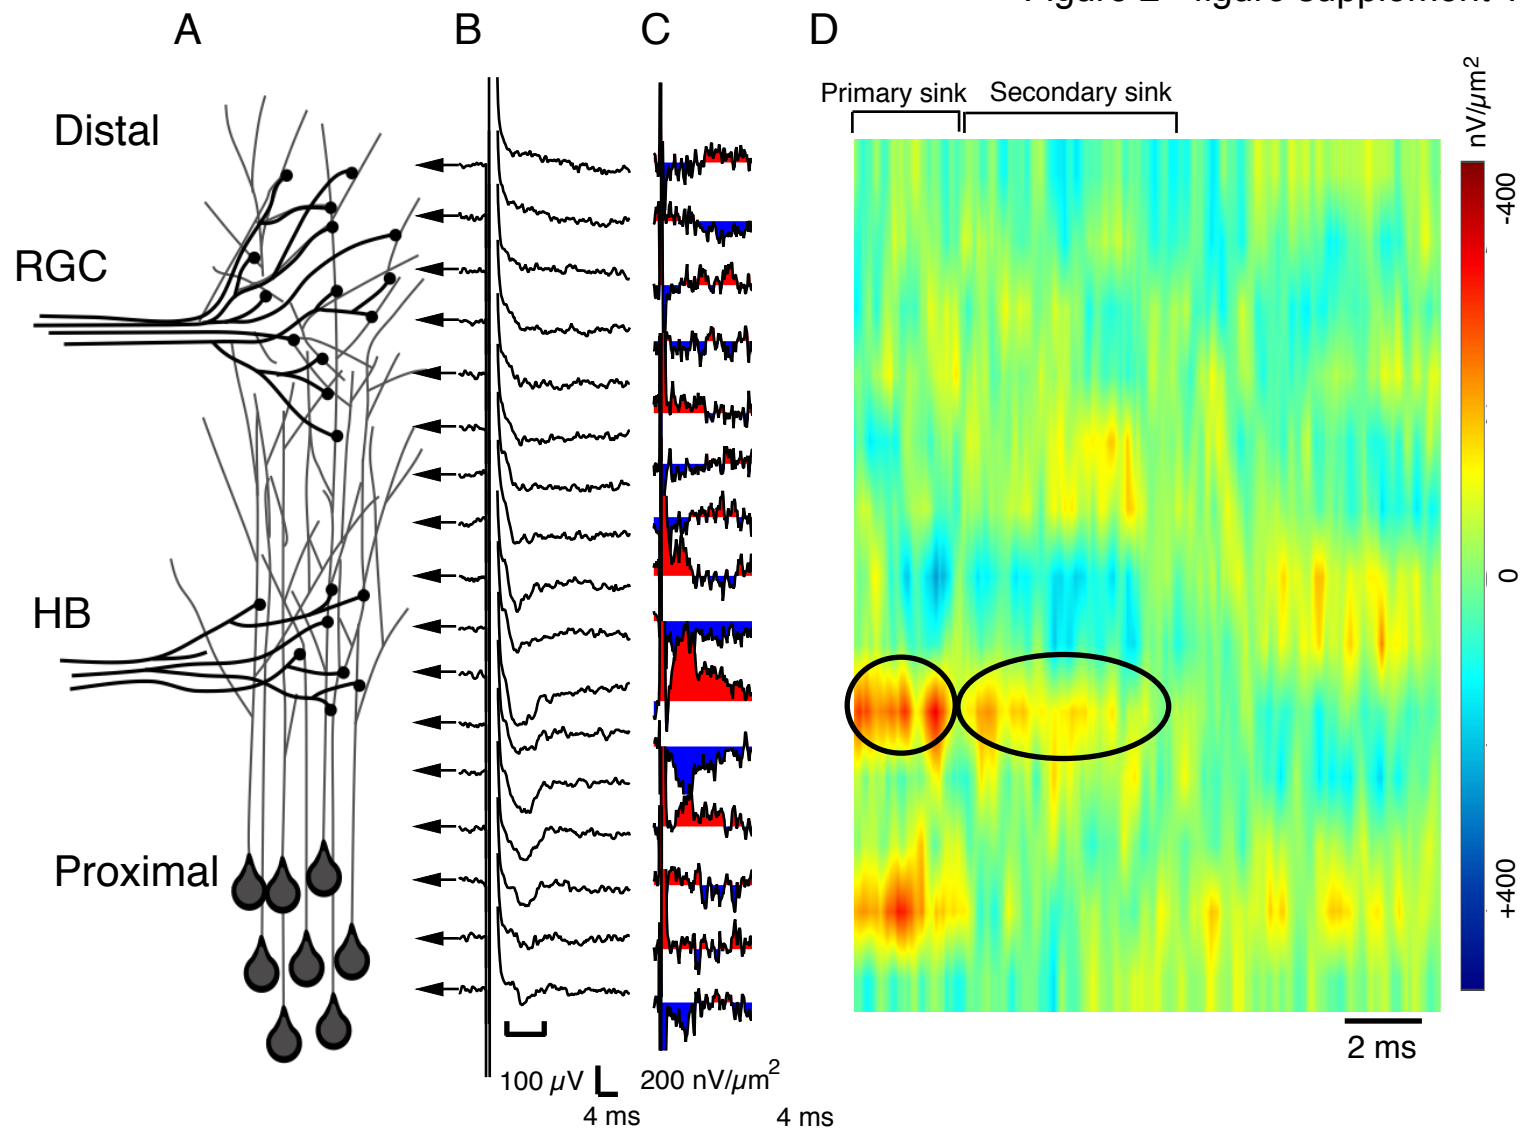 A
B
C
D
Primary sink
Secondary sink
nV/µm2
Distal
RGC
HB
Proximal
-400
0
+400
100 µV
4 ms
200 nV/µm2
4 ms
2 ms